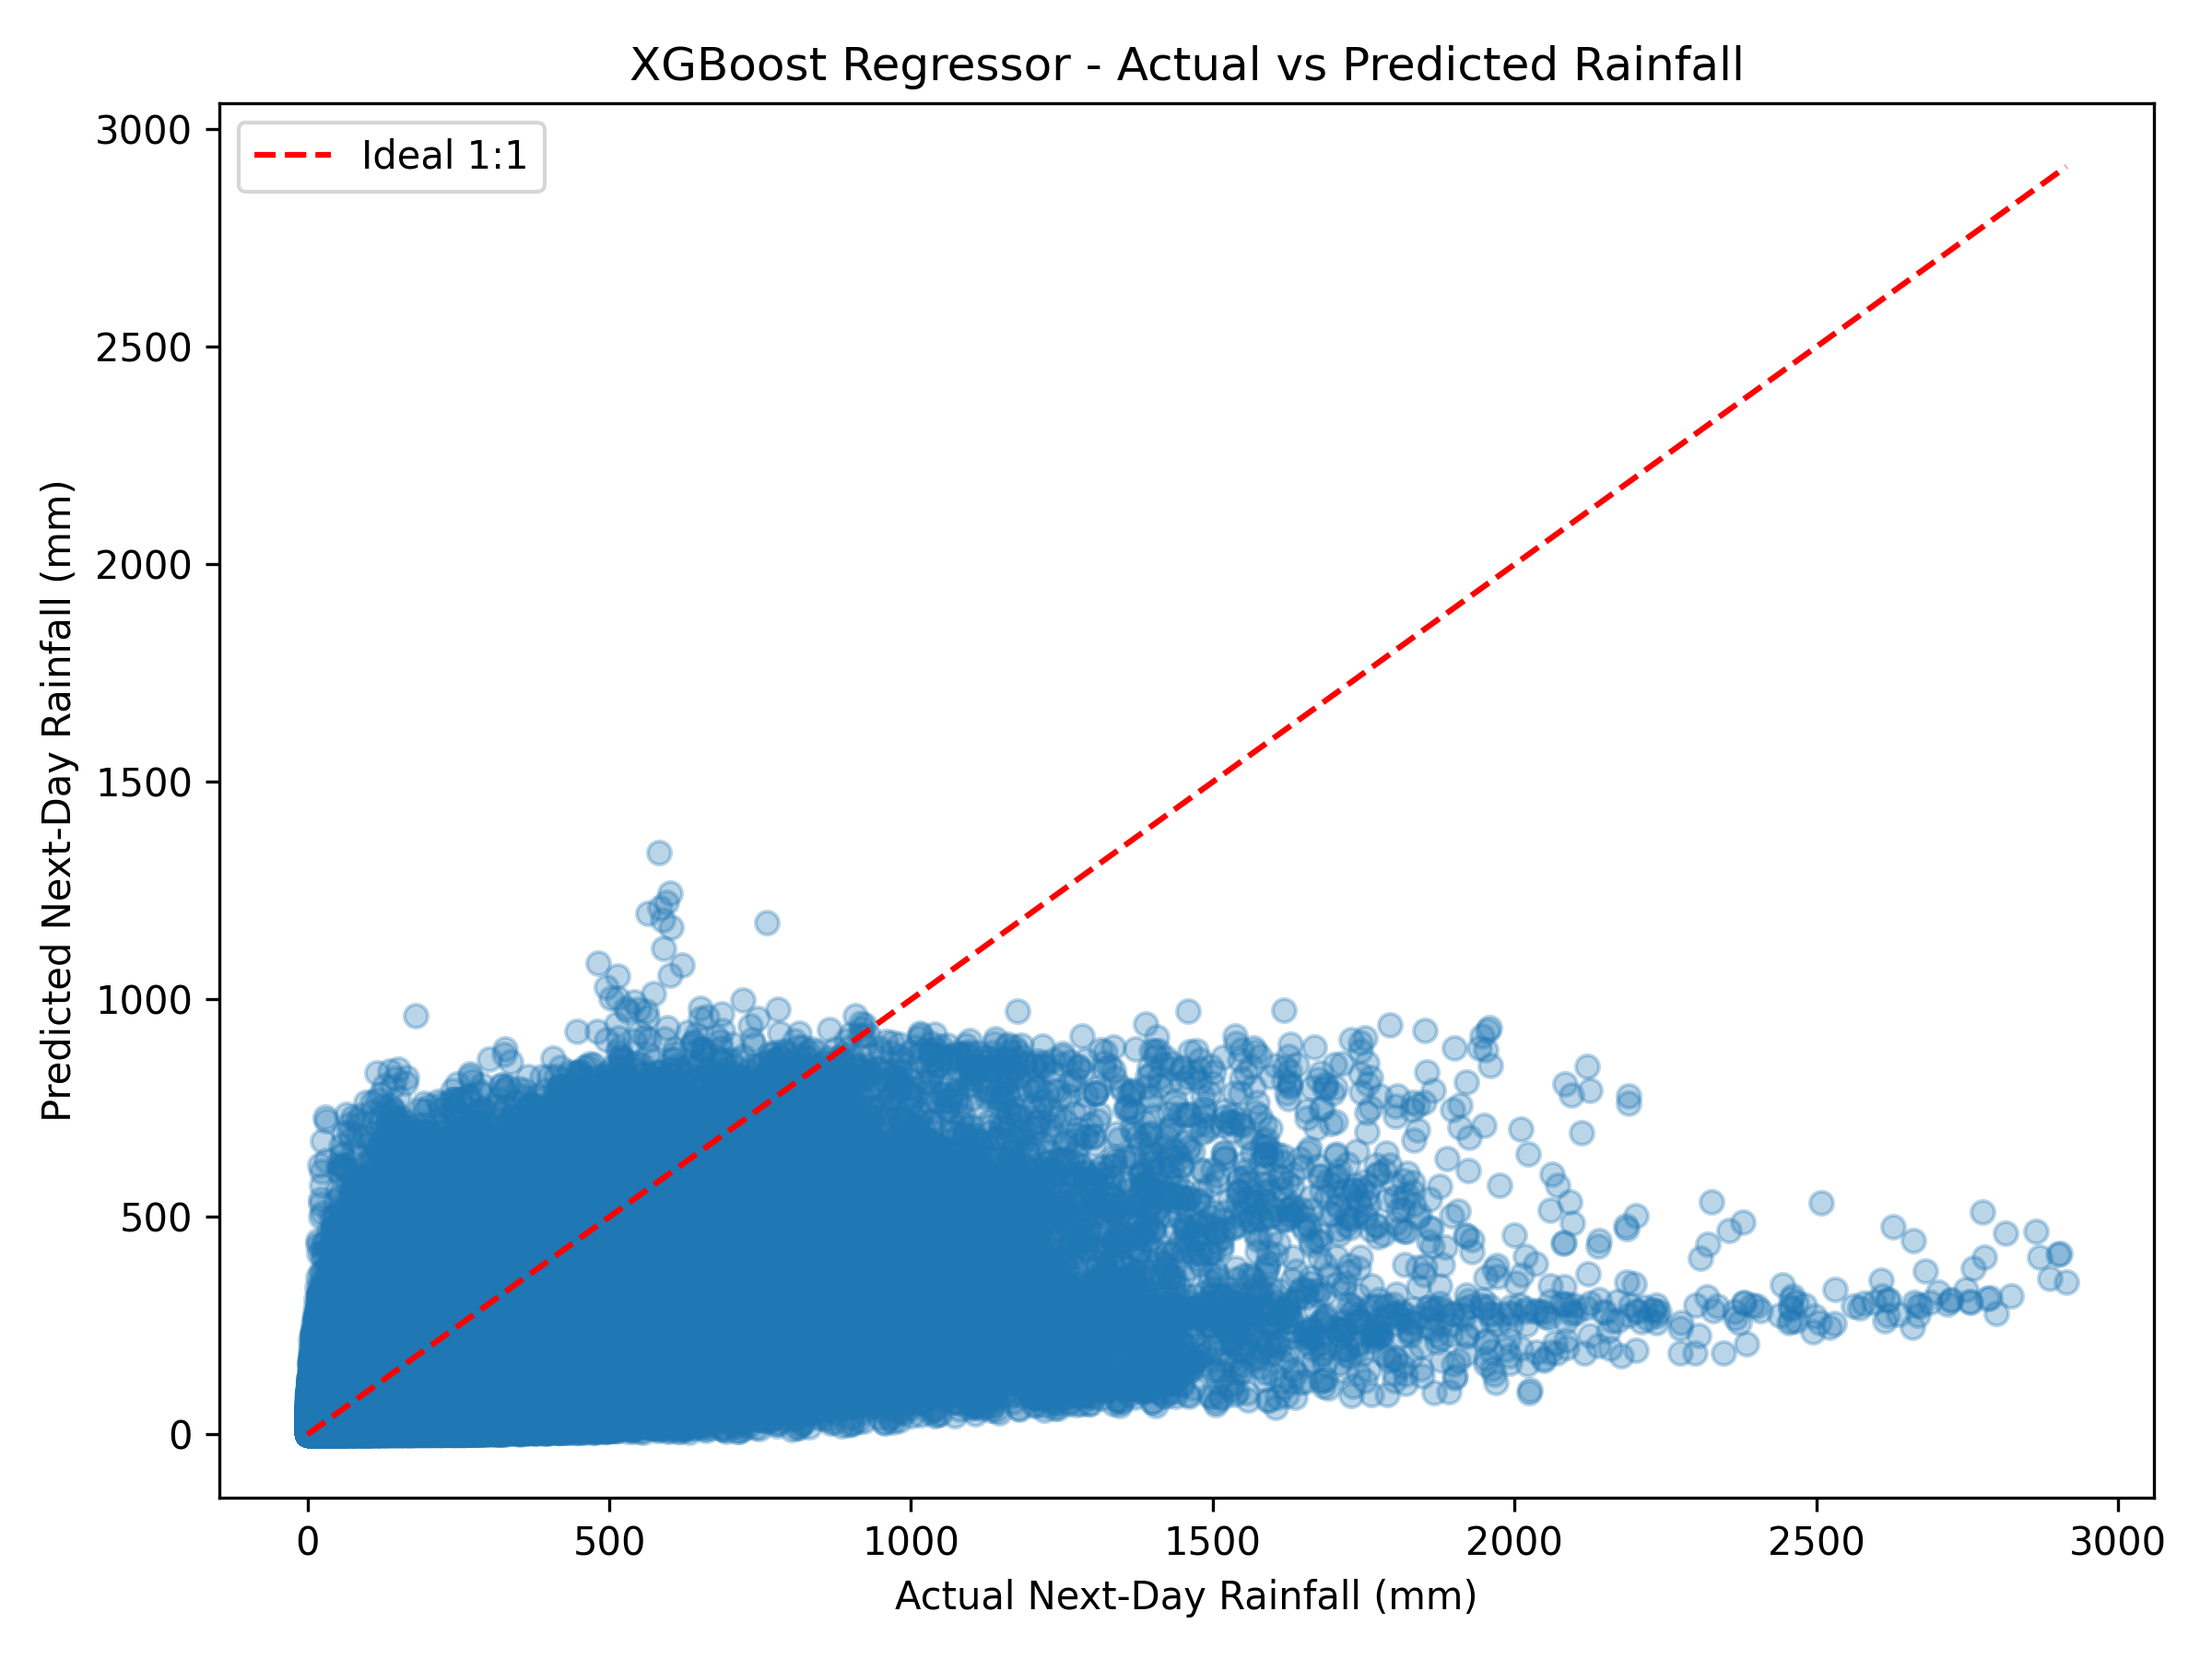 XGBoost Regressor - Actual vs Predicted Rainfall
Ideal 1:1
Predicted Next-Day Rainfall (mm)
3000
2500
2000
1500
1000
500
0
0 500 1000 1500 2000 2500 3000
Actual Next-Day Rainfall (mm)